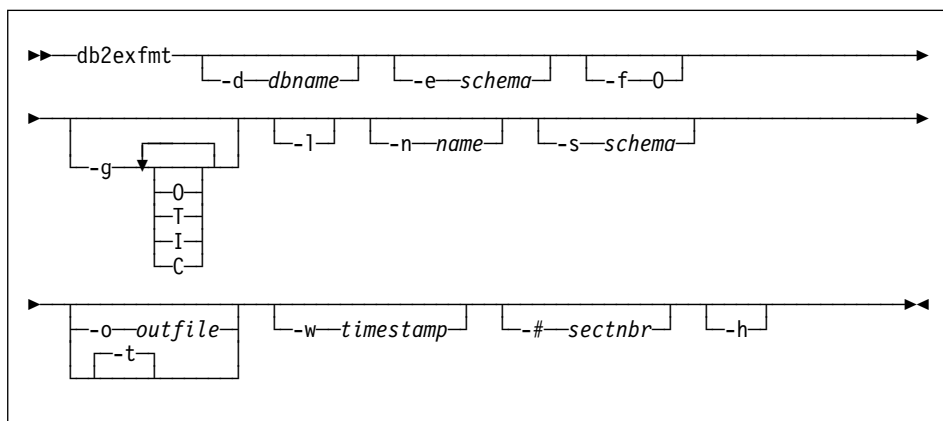 db2exfmt -d dbname -e schema -f O
-g -l -n name -s schema
O
T
I
C
-o outfile -w timestamp -# sectnbr -h
-t